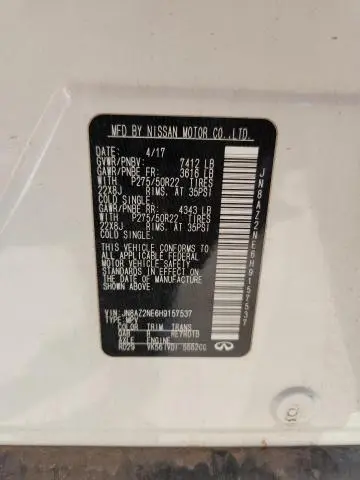 MFD BY NISSAN MOTOR CO.,LTD.
DATE: 4/17
GVWR/PNBV: 7412 LB
GAWR/PNBE FR: 3616 LB
WITH P275/50R22 TIRES
22X8J RIMS. AT 35PSI
COLD SINGLE.
GAWR/PNBE RR: 4343 LB
WITH P275/50R22 TIRES
22X8J RIMS. AT 35PSI
COLD SINGLE.
THIS VEHICLE CONFORMS TO
ALL APPLICABLE FEDERAL
MOTOR VEHICLE SAFETY
STANDARDS IN EFFECT ON
THE DATE OF MANUFACTURE
SHOWN ABOVE.
VIN: JN8AZ2NE6H9157537
TYPE: MPV
COLOR TRIM TRANS
QAB RE7R01B
AXLE ENGINE
RD29 VK56(VD) 5552CC
INFINITI
JN8AZ2NE6H9157537